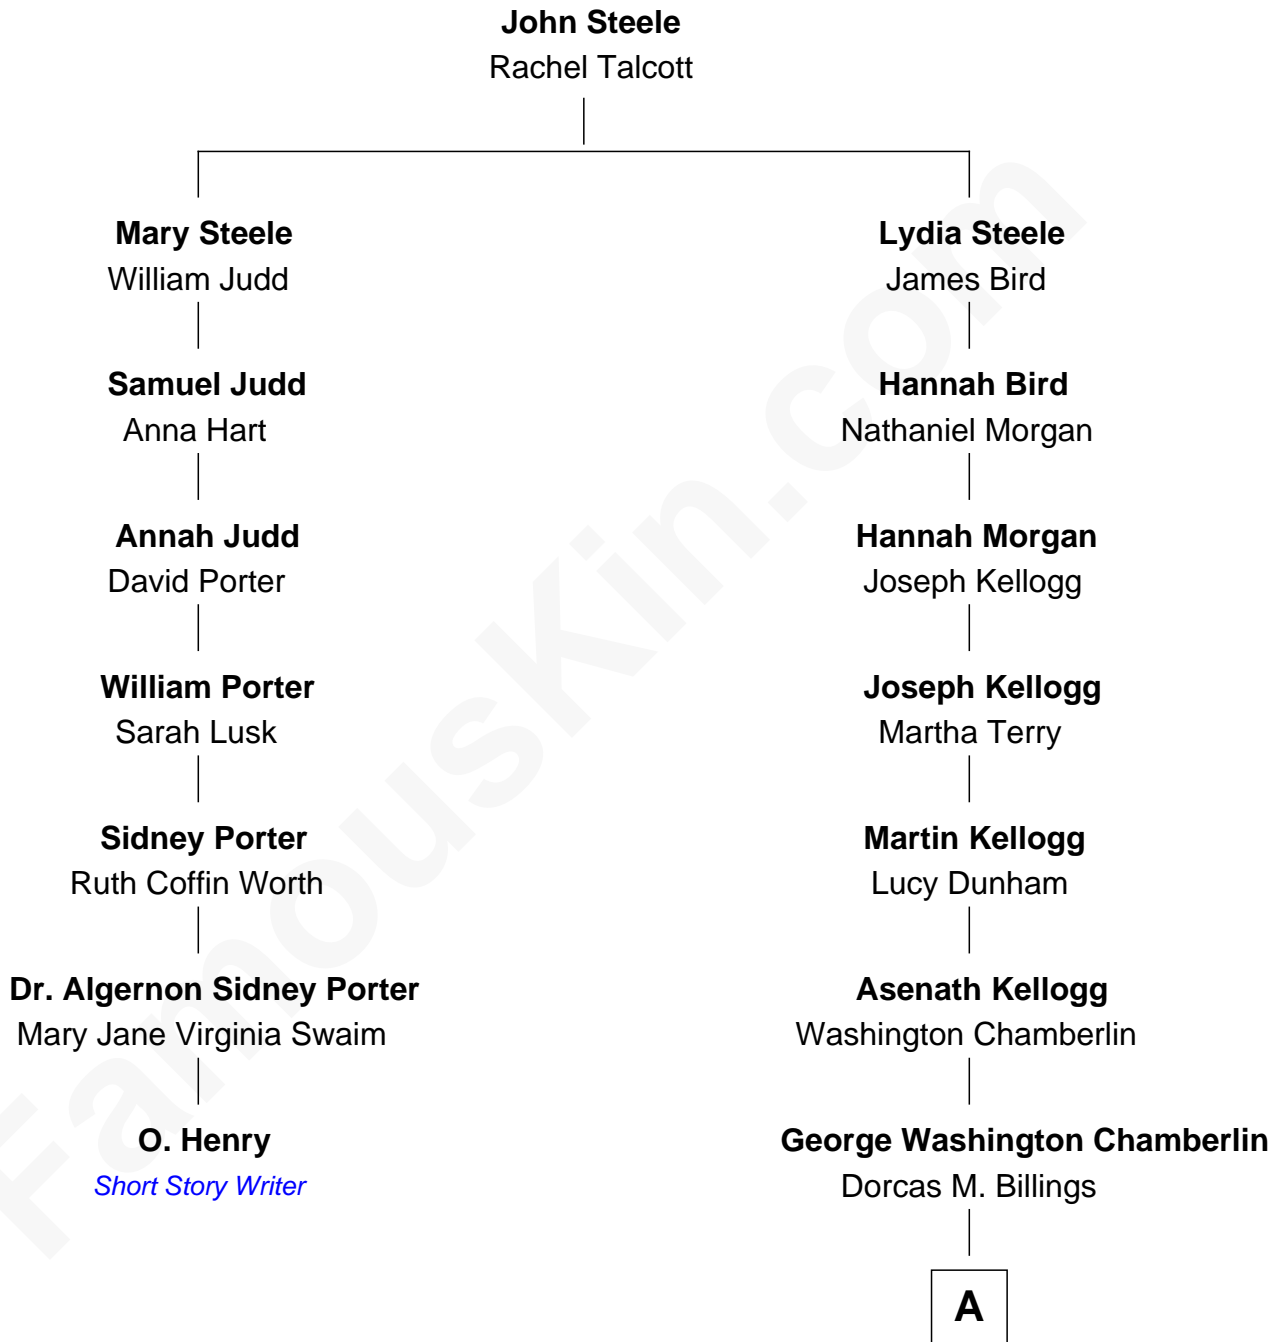 John Steele
Rachel Talcott
Mary Steele
William Judd
Samuel Judd
Anna Hart
Annah Judd
David Porter
William Porter
Sarah Lusk
Sidney Porter
Ruth Coffin Worth
Dr. Algernon Sidney Porter
Mary Jane Virginia Swaim
O. Henry
Short Story Writer
Lydia Steele
James Bird
Hannah Bird
Nathaniel Morgan
Hannah Morgan
Joseph Kellogg
Joseph Kellogg
Martha Terry
Martin Kellogg
Lucy Dunham
Asenath Kellogg
Washington Chamberlin
George Washington Chamberlin
Dorcas M. Billings
A
FamousKin.com